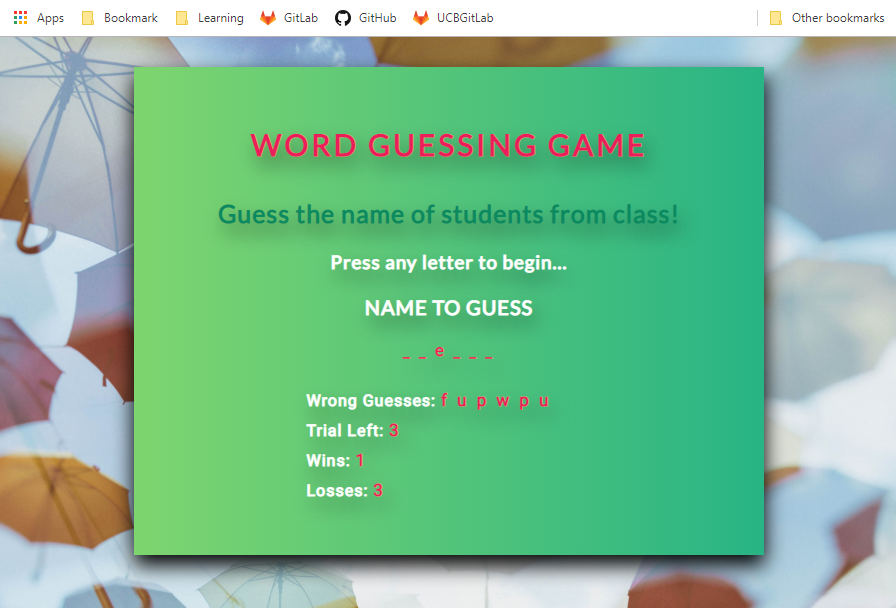 Apps Bookmark Learning GitLab GitHub UCBGitLab Other bookmarks
WORD GUESSING GAME
Guess the name of students from class!
Press any letter to begin...
NAME TO GUESS
_ _ e _ _ _
Wrong Guesses: f u p w p u
Trial Left: 3
Wins: 1
Losses: 3